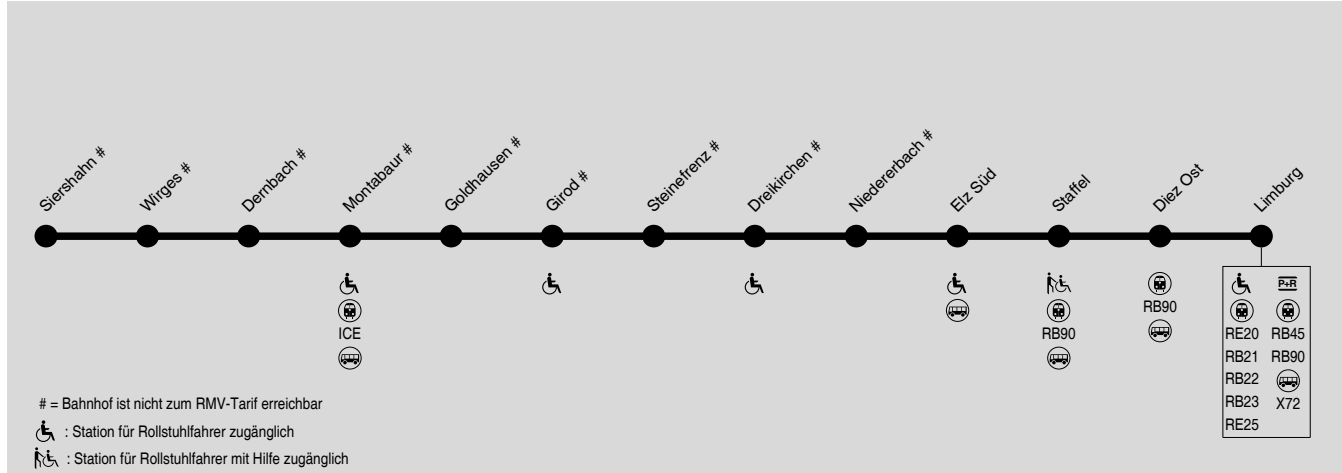 Siershahn #
Wirges #
Dernbach #
Montabaur #
Goldhausen #
Girod #
Steinefrenz #
Dreikirchen #
Niedererbach #
Elz Süd
Staffel
Diez Ost
Limburg
ICE
RB90
RB90
P+R
RE20 RB45
RB21 RB90
RB22
RB23 X72
RE25
# = Bahnhof ist nicht zum RMV-Tarif erreichbar
: Station für Rollstuhlfahrer zugänglich
: Station für Rollstuhlfahrer mit Hilfe zugänglich